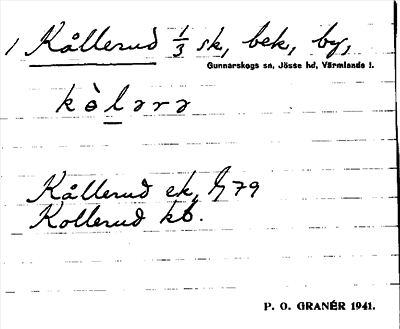 1 Kållerud 1/3 sk, bek, by,
Gunnarskogs sn, Jösse hd, Värmlands l.
kòlərə
Kållerud ek, 79
Kollerud kb.
P. O. GRANÉR 1941.